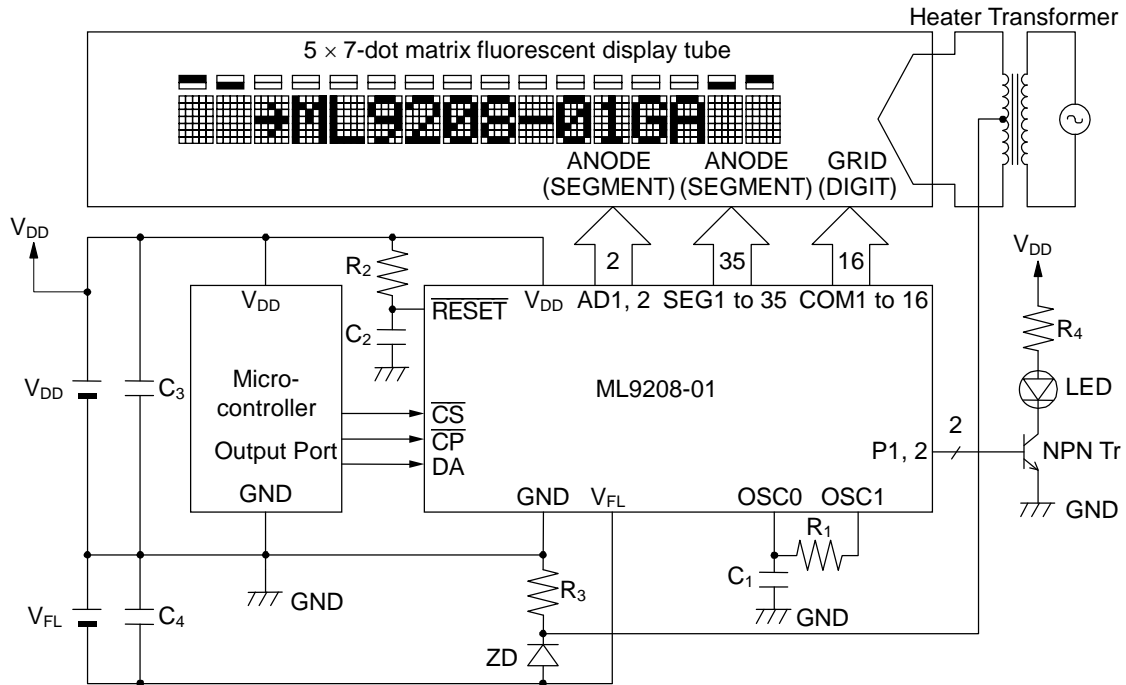 Heater Transformer
5 × 7-dot matrix fluorescent display tube
➔ML9208-01GA
ANODE
(SEGMENT)
ANODE
(SEGMENT)
GRID
(DIGIT)
2
35
16
VDD
VDD
R2
RESET
C2
VDD
AD1, 2
SEG1 to 35
COM1 to 16
VDD
R4
LED
NPN Tr
GND
VDD
C3
Micro-
controller
Output Port
GND
CS
CP
DA
ML9208-01
P1, 2
2
GND
VFL
OSC0
OSC1
R1
C1
GND
VFL
C4
GND
R3
ZD